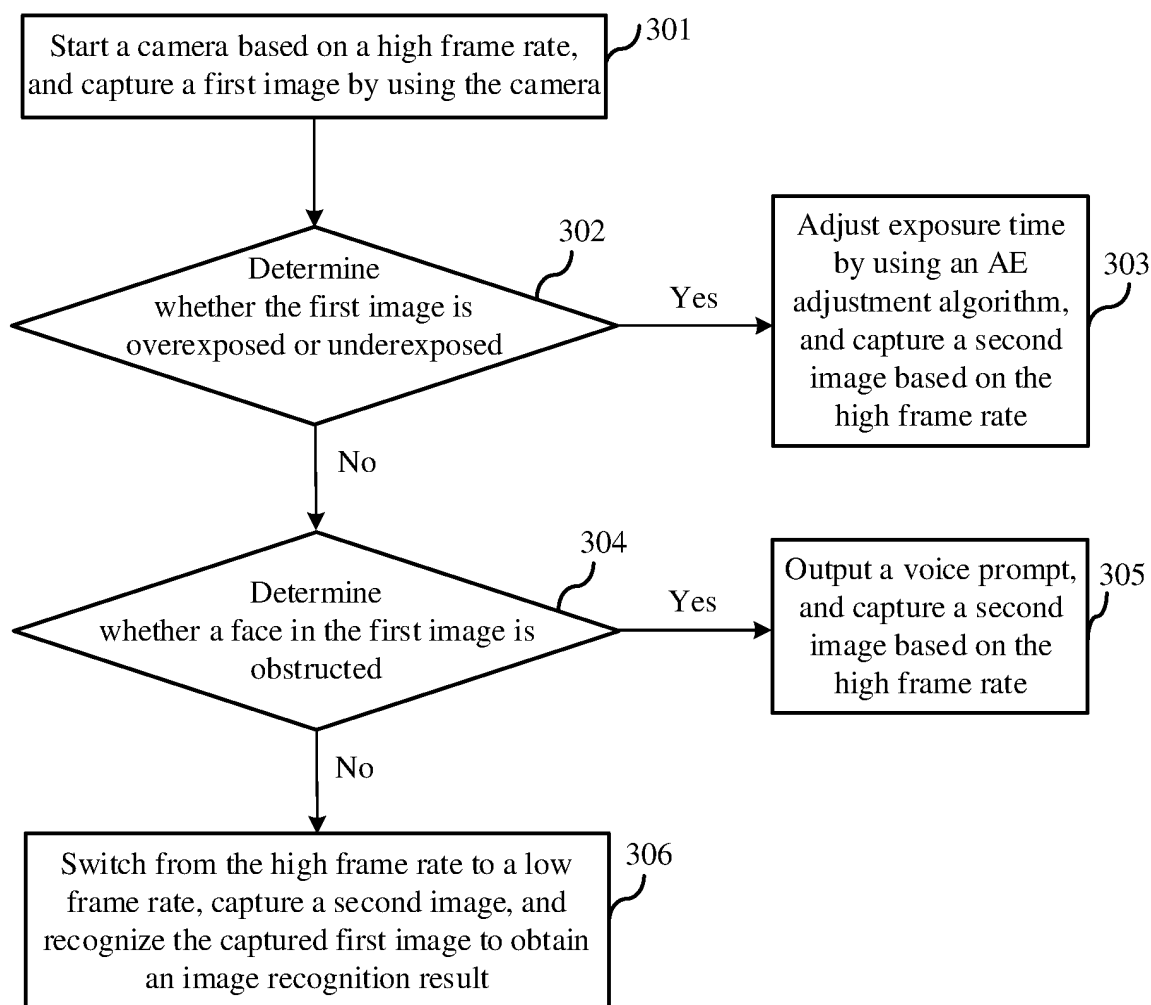 Start a camera based on a high frame rate,
and capture a first image by using the camera
301
Determine
whether the first image is
overexposed or underexposed
302
Yes
Adjust exposure time
by using an AE
adjustment algorithm,
and capture a second
image based on the
high frame rate
303
No
Determine
whether a face in the first image is
obstructed
304
Yes
Output a voice prompt,
and capture a second
image based on the
high frame rate
305
No
Switch from the high frame rate to a low
frame rate, capture a second image, and
recognize the captured first image to obtain
an image recognition result
306